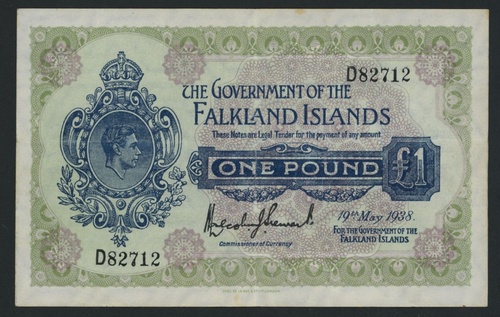 D82712
THE GOVERNMENT OF THE
FALKLAND ISLANDS
These Notes are Legal Tender for the payment of any amount.
ONE POUND £1
19TH May 1938.
Commissioner of Currency
FOR THE GOVERNMENT OF THE
FALKLAND ISLANDS
D82712